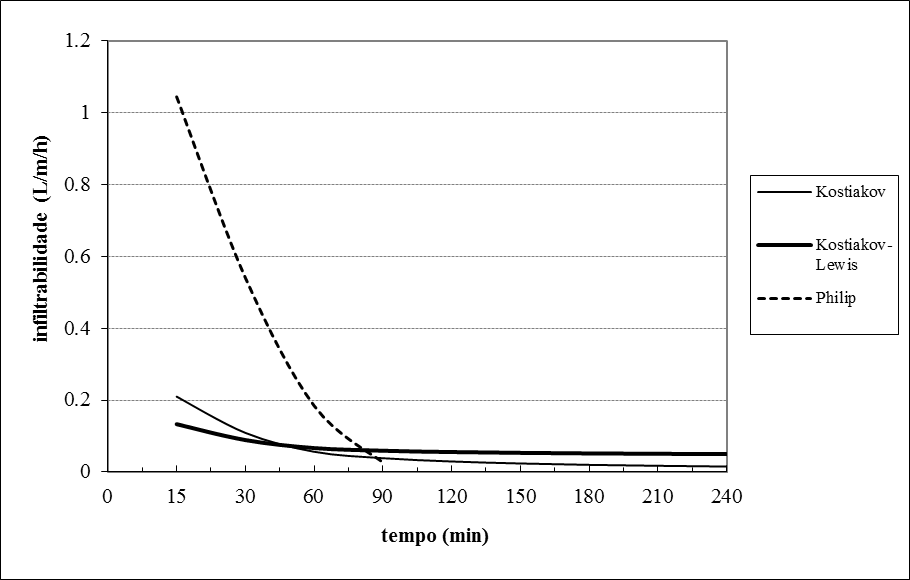 1.2
1
0.8
0.6
0.4
0.2
0
infiltrabilidade (L/m/h)
0 15 30 60 90 120 150 180 210 240
tempo (min)
Kostiakov
Kostiakov-
Lewis
Philip